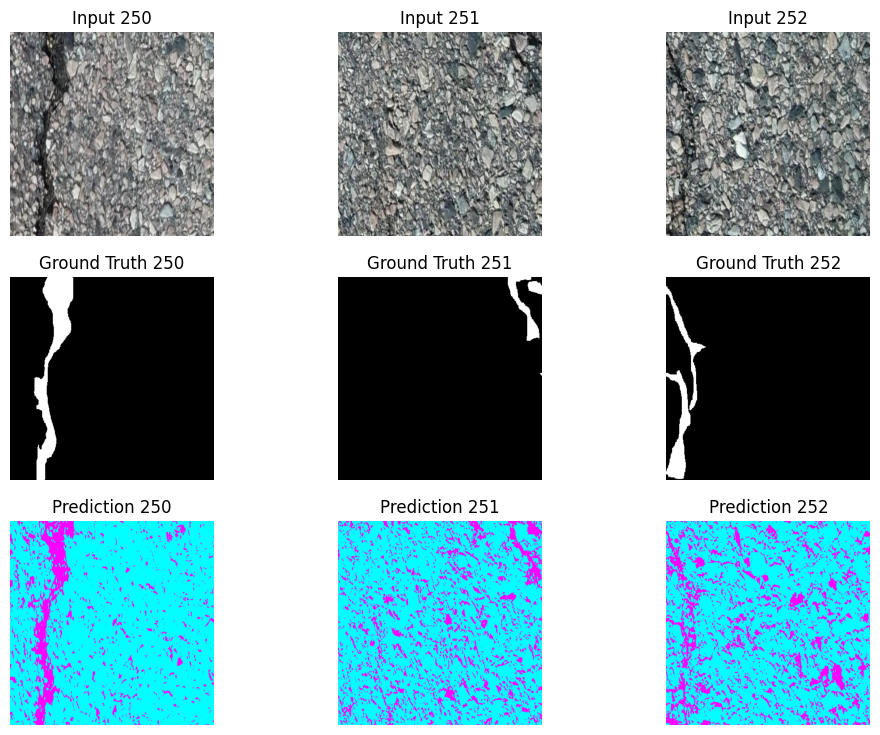 Input 250
Input 251
Input 252
Ground Truth 250
Ground Truth 251
Ground Truth 252
Prediction 250
Prediction 251
Prediction 252